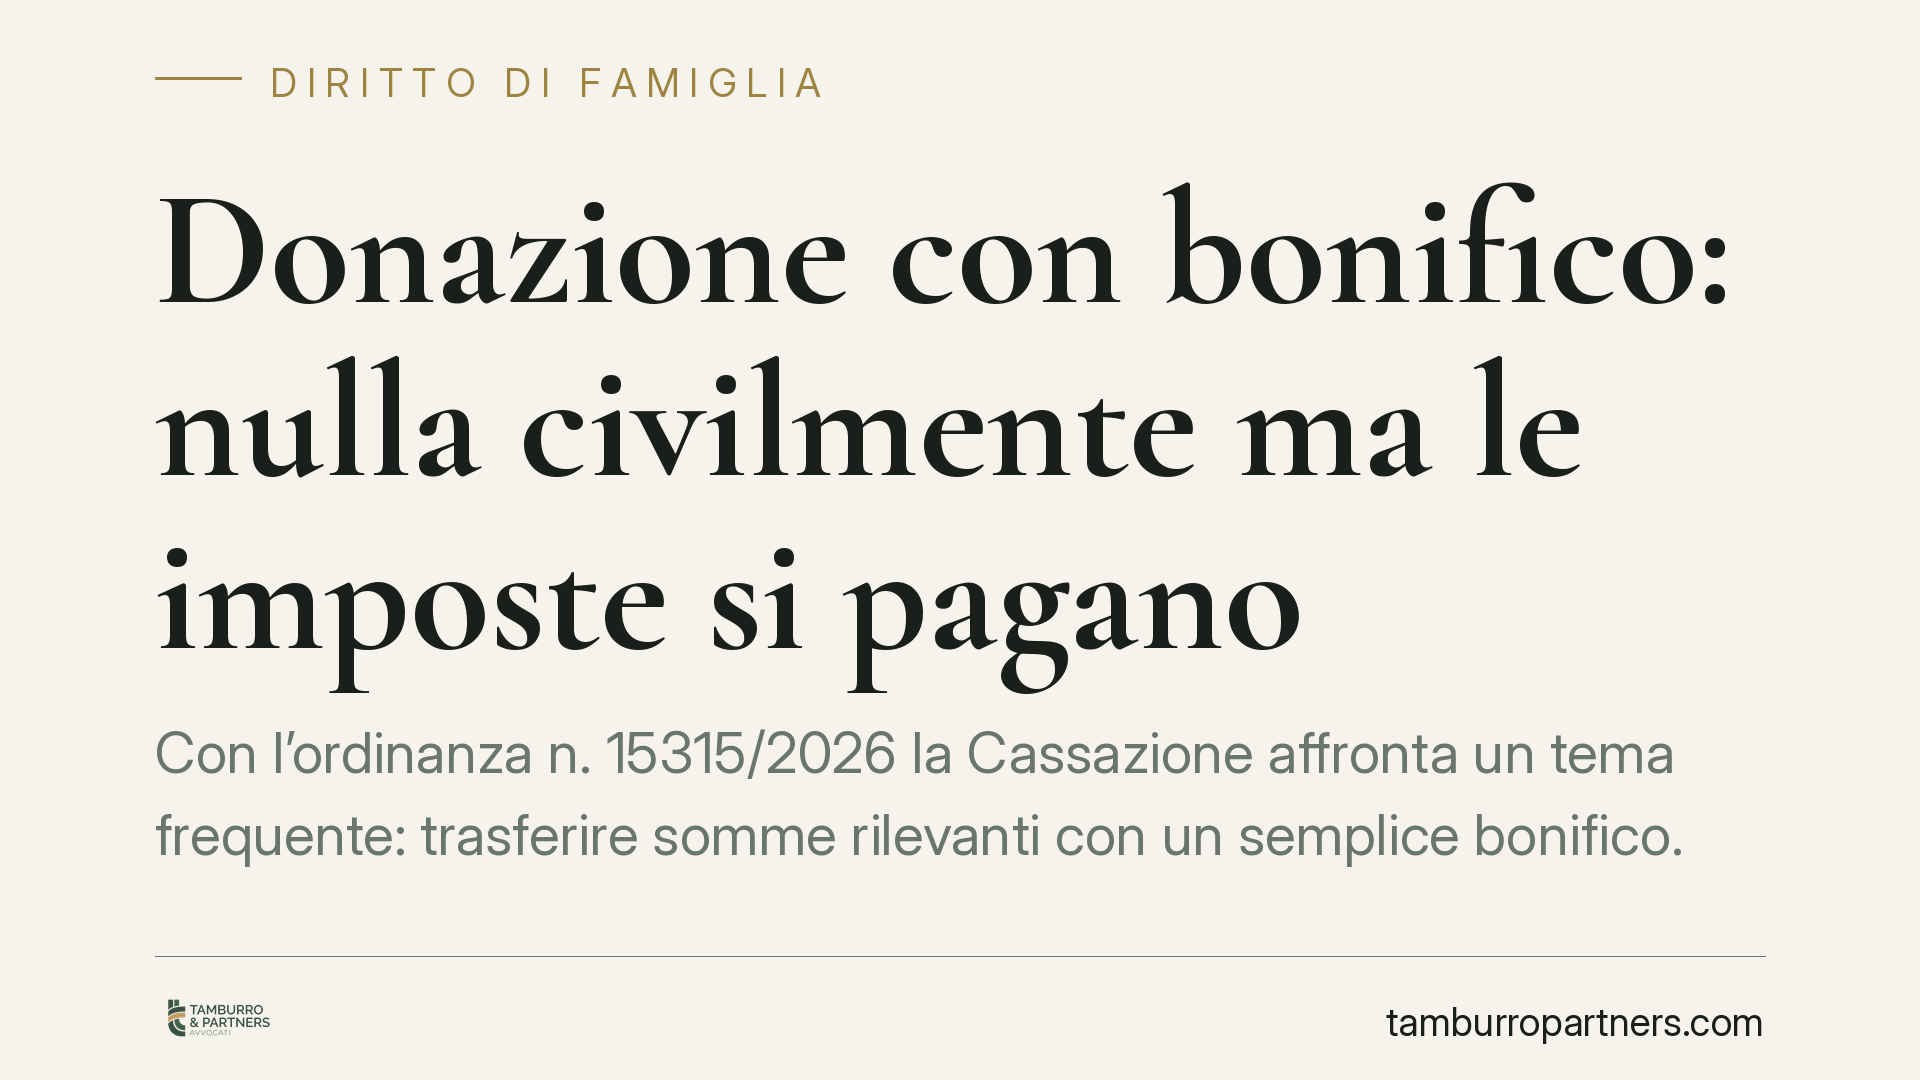 DIRITTO DI FAMIGLIA
Donazione con bonifico:
nulla civilmente ma le
imposte si pagano
Con l’ordinanza n. 15315/2026 la Cassazione affronta un tema
frequente: trasferire somme rilevanti con un semplice bonifico.
TAMBURRO
& PARTNERS
AVVOCATI
tamburropartners.com